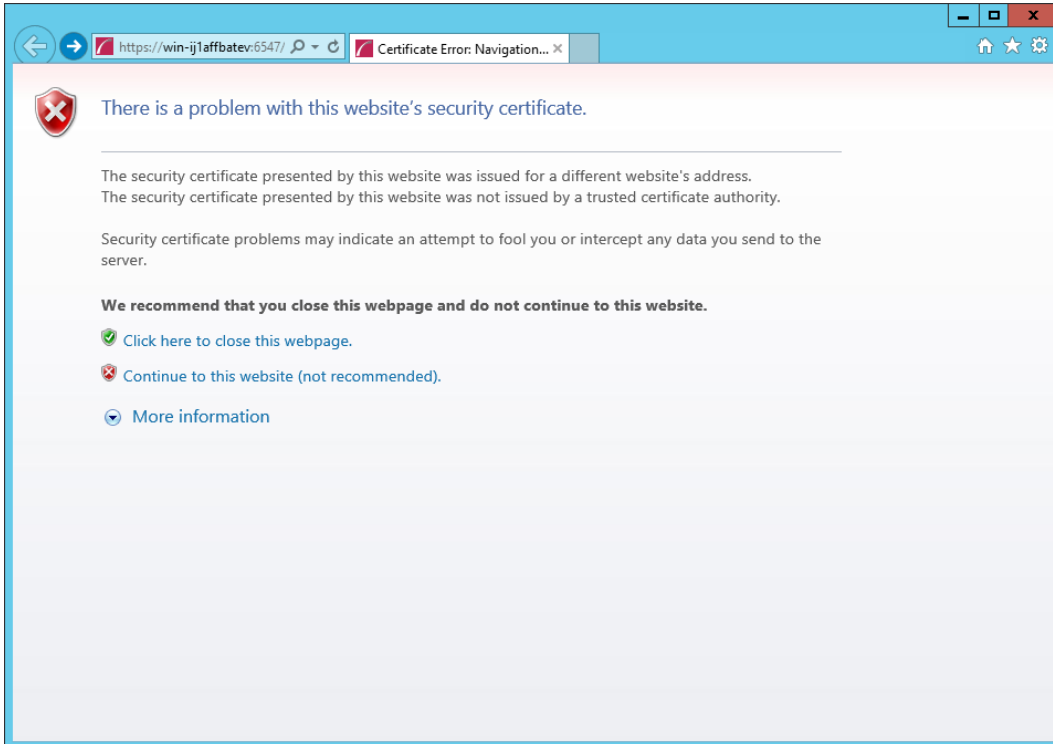 https://win-ij1affbatev:6547/
Certificate Error: Navigation...
There is a problem with this website's security certificate.
The security certificate presented by this website was issued for a different website's address.
The security certificate presented by this website was not issued by a trusted certificate authority.
Security certificate problems may indicate an attempt to fool you or intercept any data you send to the
server.
We recommend that you close this webpage and do not continue to this website.
Click here to close this webpage.
Continue to this website (not recommended).
More information